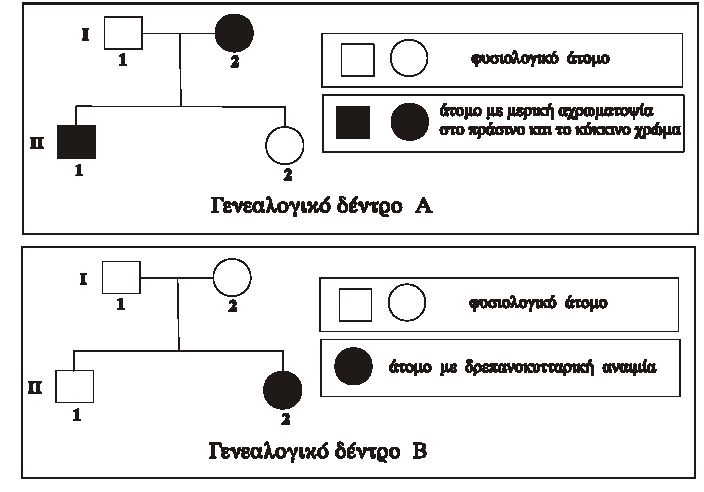 I
1
2
φυσιολογικό άτομο
άτομο με μερική αχρωματοψία
στο πράσινο και το κόκκινο χρώμα
II
1
2
Γενεαλογικό δέντρο Α
I
1
2
φυσιολογικό άτομο
άτομο με δρεπανοκυτταρική αναιμία
II
1
2
Γενεαλογικό δέντρο Β